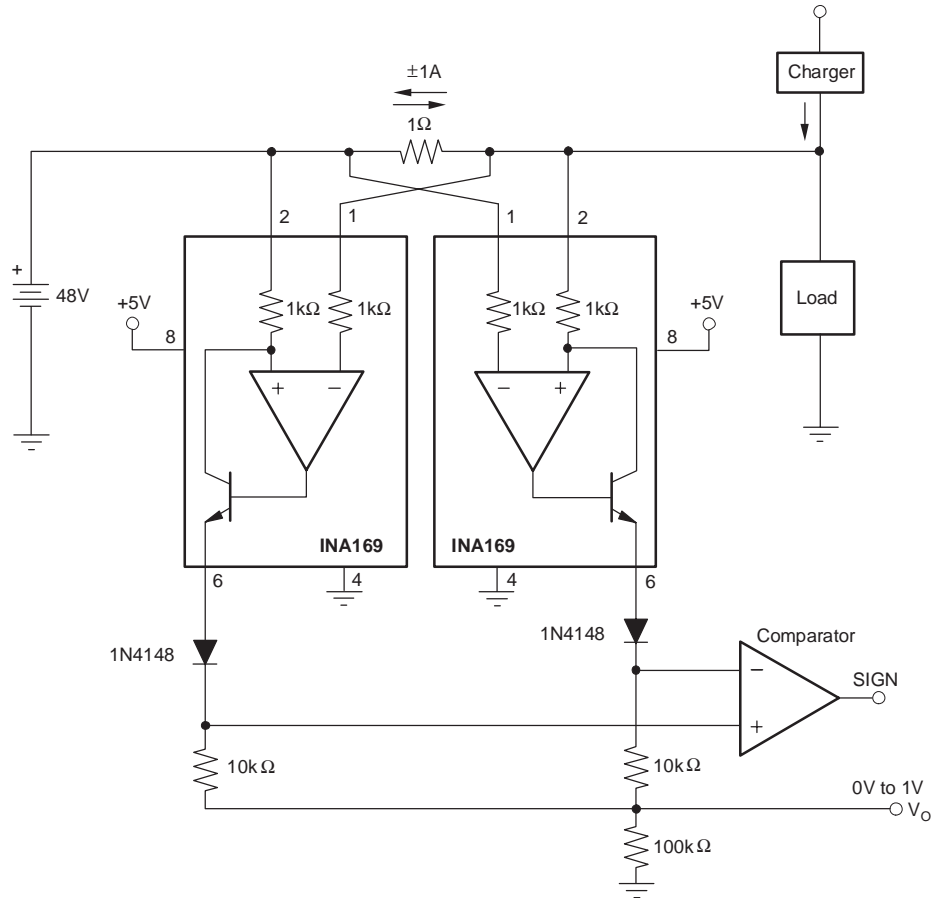 ±1A
Charger
1Ω
2
1
1
2
+
48V
+5V
8
1kΩ
1kΩ
1kΩ
1kΩ
+5V
8
Load
+
−
−
+
INA169
INA169
6
4
4
6
1N4148
1N4148
Comparator
−
SIGN
+
10kΩ
10kΩ
0V to 1V
VO
100kΩ